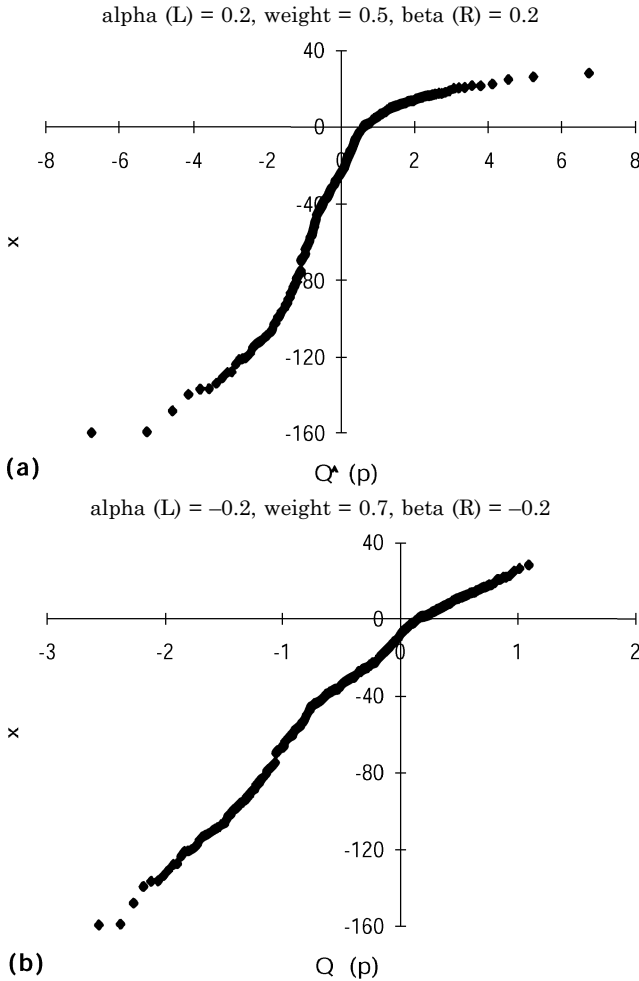 alpha (L) = 0.2, weight = 0.5, beta (R) = 0.2
40
0
-8 -6 -4 -2 0 2 4 6 8
-40
x
-80
-120
-160
(a) Q▲ (p)
alpha (L) = –0.2, weight = 0.7, beta (R) = –0.2
40
0
-3 -2 -1 0 1 2
-40
x
-80
-120
-160
(b) Q (p)